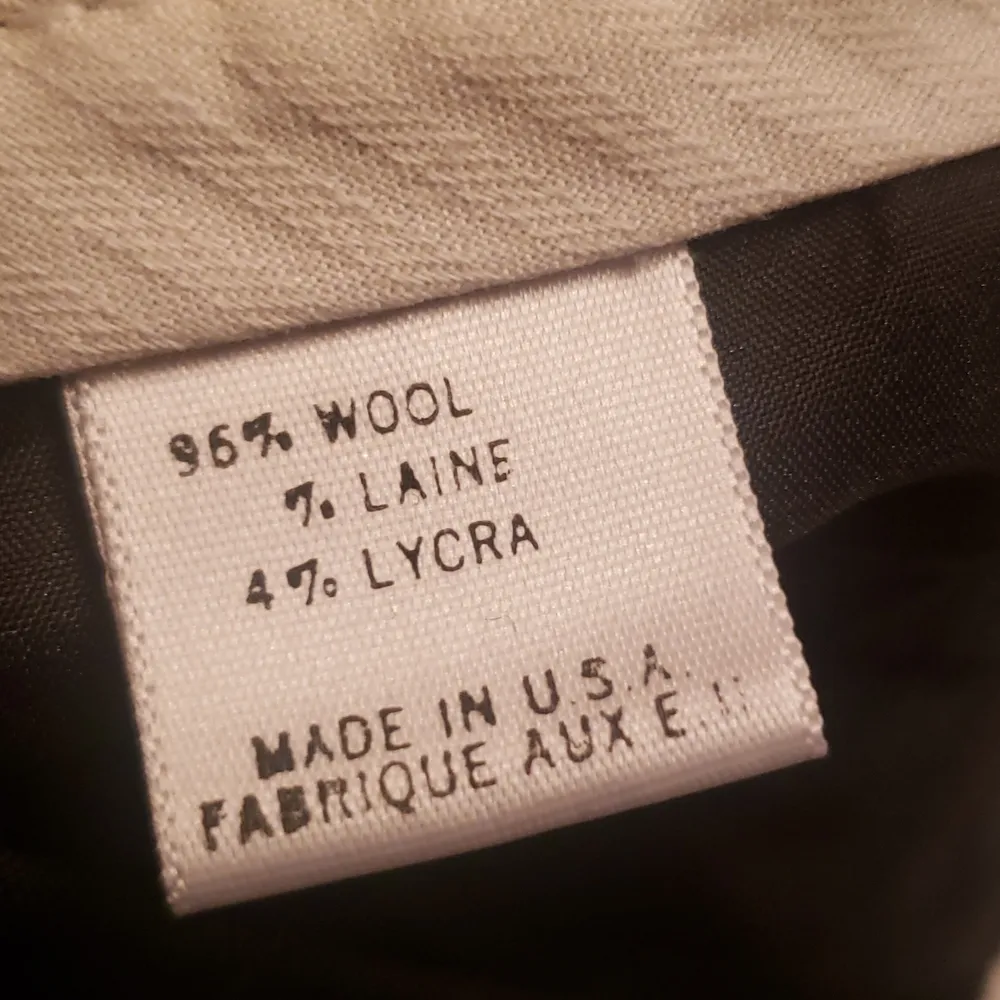 96% WOOL
% LAINE
4% LYCRA
MADE IN U.S.A.
FABRIQUE AUX E.